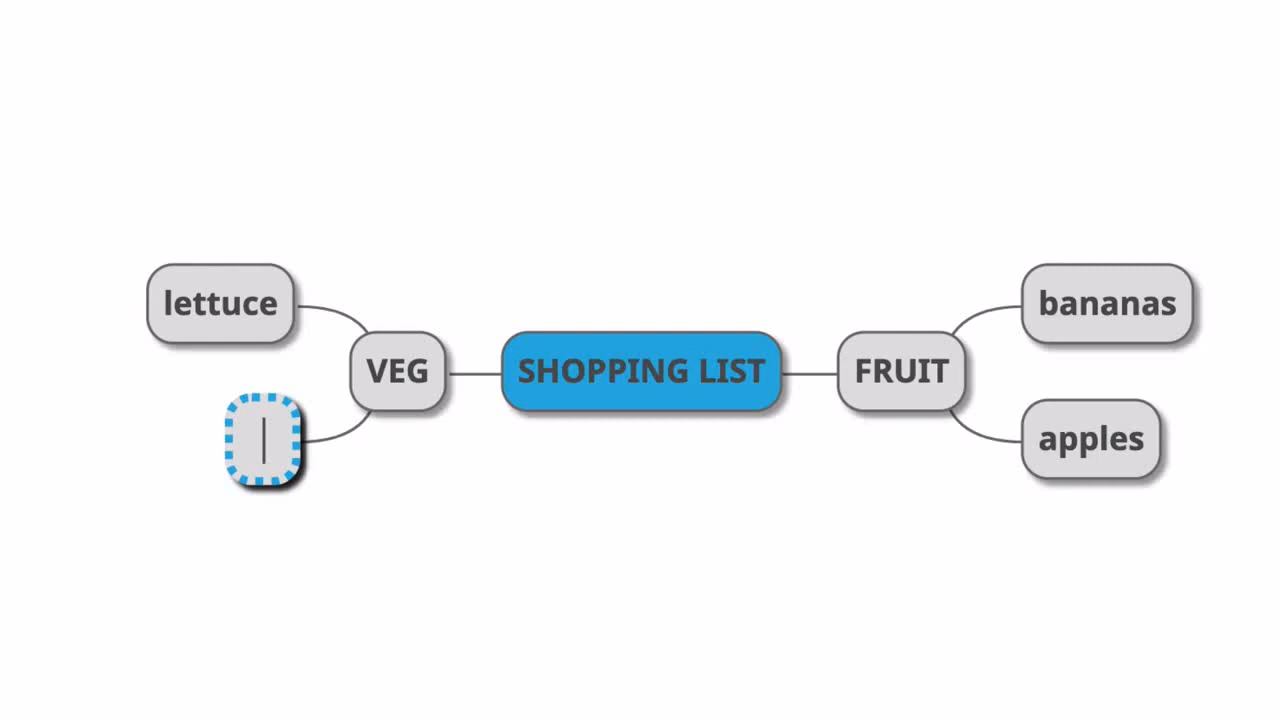 lettuce
bananas
VEG
SHOPPING LIST
FRUIT
apples